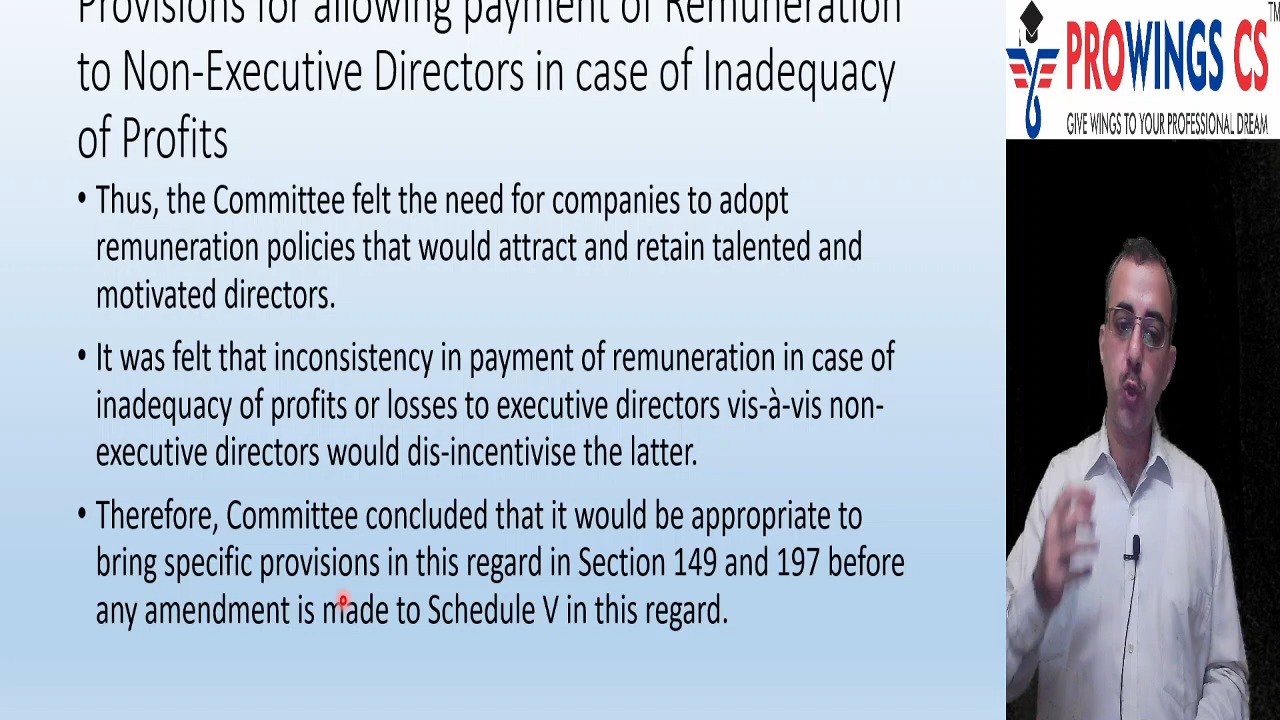 Provisions for allowing payment of Remuneration
to Non-Executive Directors in case of Inadequacy
of Profits
• Thus, the Committee felt the need for companies to adopt
remuneration policies that would attract and retain talented and
motivated directors.
• It was felt that inconsistency in payment of remuneration in case of
inadequacy of profits or losses to executive directors vis-à-vis non-
executive directors would dis-incentivise the latter.
• Therefore, Committee concluded that it would be appropriate to
bring specific provisions in this regard in Section 149 and 197 before
any amendment is made to Schedule V in this regard.
PROWINGS CS TM
GIVE WINGS TO YOUR PROFESSIONAL DREAM